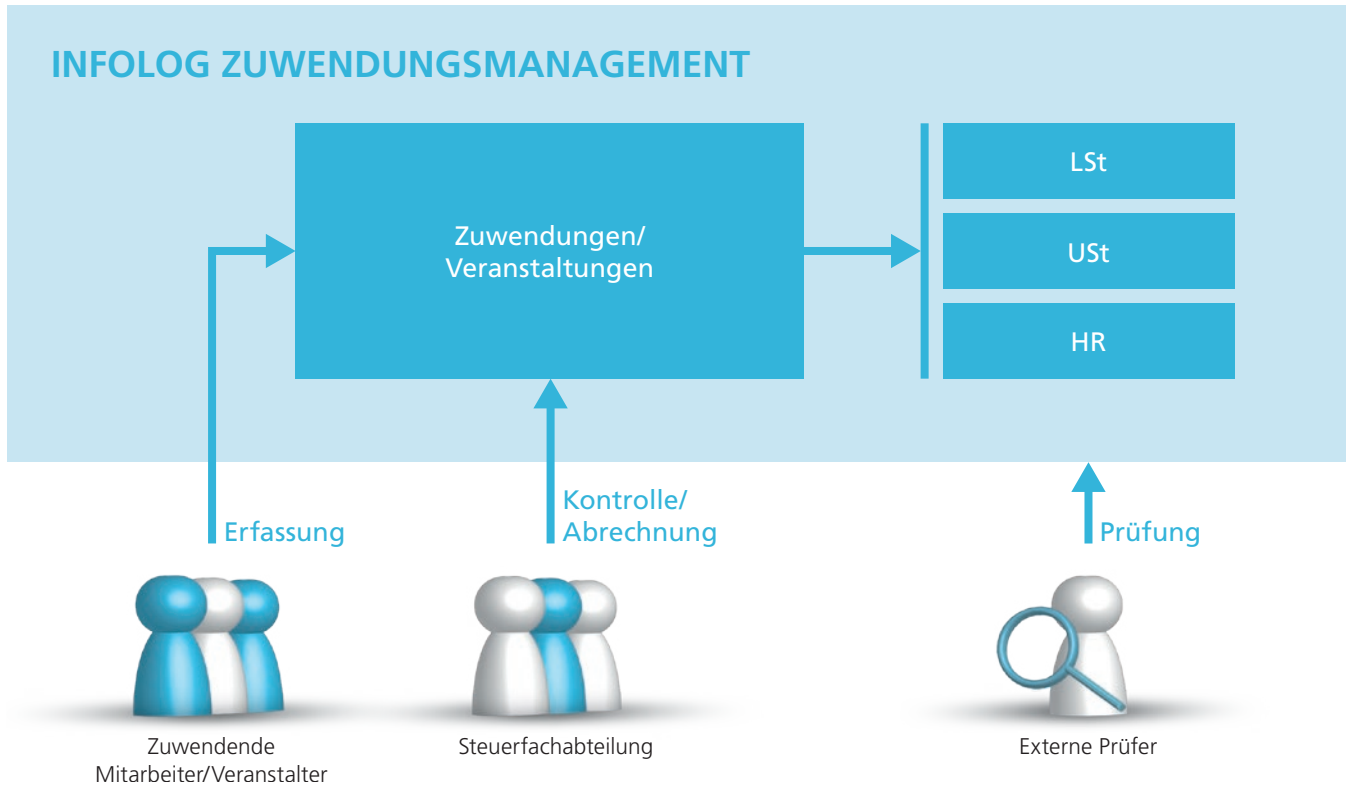 INFOLOG ZUWENDUNGSMANAGEMENT
Zuwendungen/
Veranstaltungen
LSt
USt
HR
Erfassung
Kontrolle/
Abrechnung
Prüfung
Zuwendende
Mitarbeiter/Veranstalter
Steuerfachabteilung
Externe Prüfer